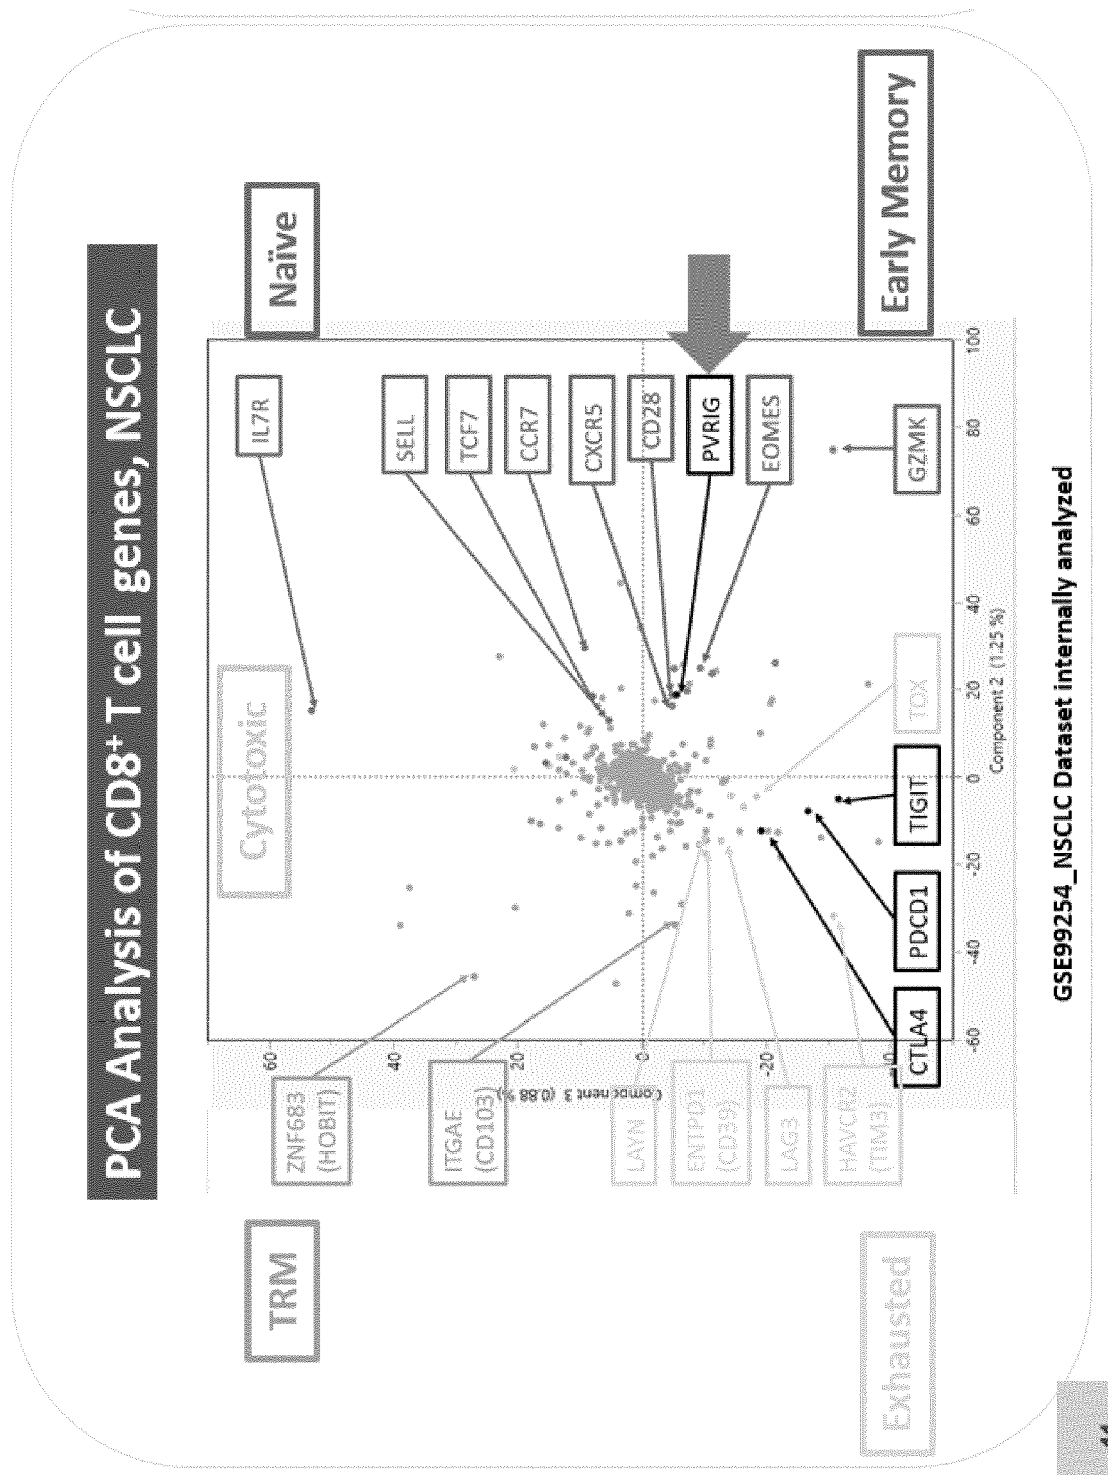 PCA Analysis of CD8⁺ T cell genes, NSCLC
TRM
Cytotoxic
Naïve
ZNF683
(HOBIT)
ITGAE
(CD103)
LAYN
ENTPD1
(CD39)
LAG3
HAVCR2
(TIM3)
IL7R
SELL
TCF7
CCR7
CXCR5
CD28
PVRIG
EOMES
GZMK
CTLA4
PDCD1
TIGIT
TOX
Component 3 (0.88 %)
60
40
20
0
-20
-60
-40
-20
0
20
40
60
80
100
Component 2 (1.25 %)
Exhausted
Early Memory
GSE99254_NSCLC Dataset internally analyzed